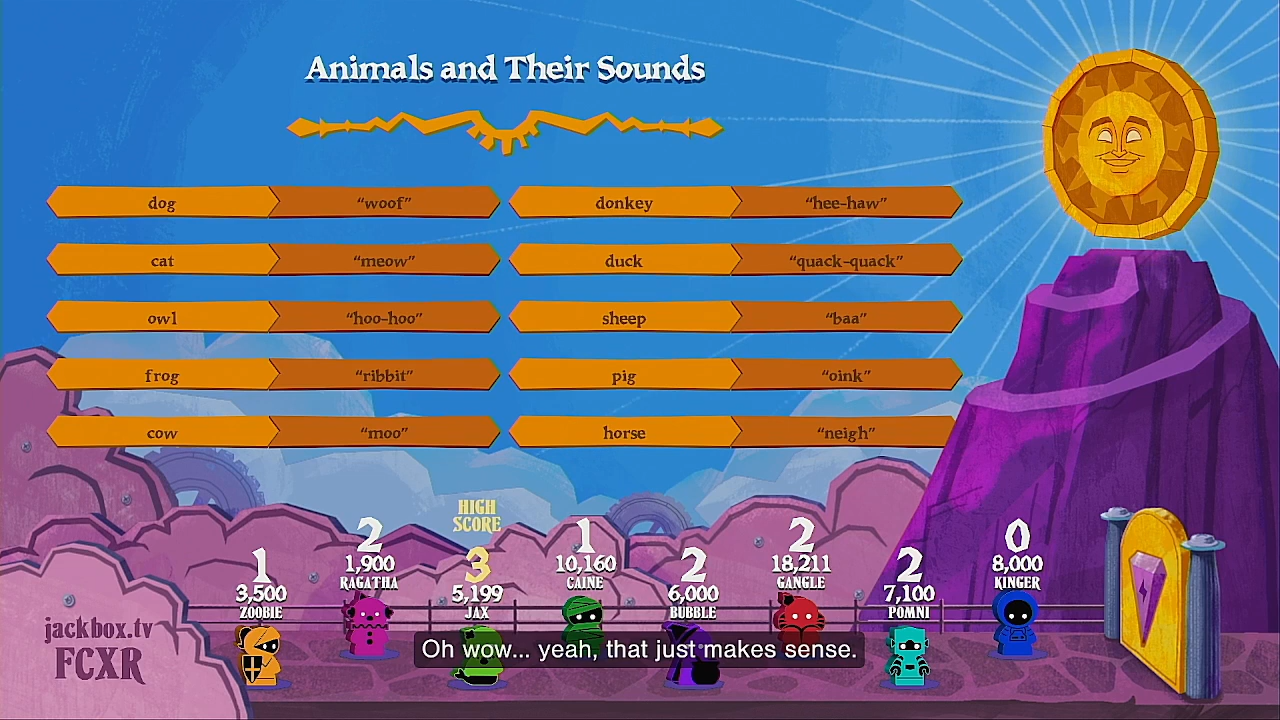 Animals and Their Sounds
dog “woof” donkey “hee-haw”
cat “meow” duck “quack-quack”
owl “hoo-hoo” sheep “baa”
frog “ribbit” pig “oink”
cow “moo” horse “neigh”
HIGH
SCORE
1
3,500
ZOOBIE
2
1,900
RAGATHA
3
5,199
JAX
1
10,160
CAINE
2
6,000
BUBBLE
2
18,211
GANGLE
2
7,100
POMNI
0
8,000
KINGER
jackbox.tv
FCXR
Oh wow... yeah, that just makes sense.